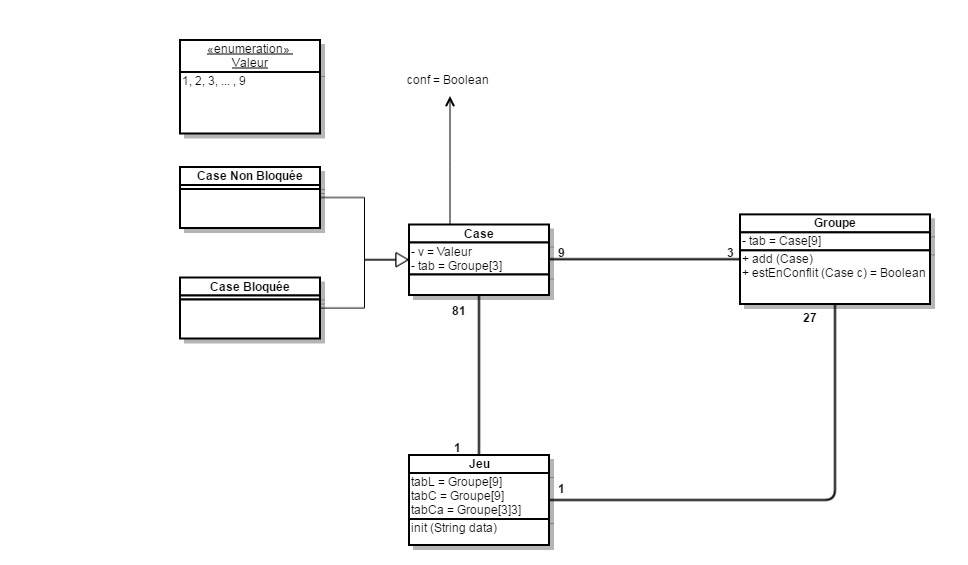 «enumeration»
Valeur
1, 2, 3, ... , 9
conf = Boolean
Case Non Bloquée
Case Bloquée
Case
- v = Valeur
- tab = Groupe[3]
9
3
Groupe
- tab = Case[9]
+ add (Case)
+ estEnConflit (Case c) = Boolean
81
27
1
Jeu
tabL = Groupe[9]
tabC = Groupe[9]
tabCa = Groupe[3]3]
init (String data)
1